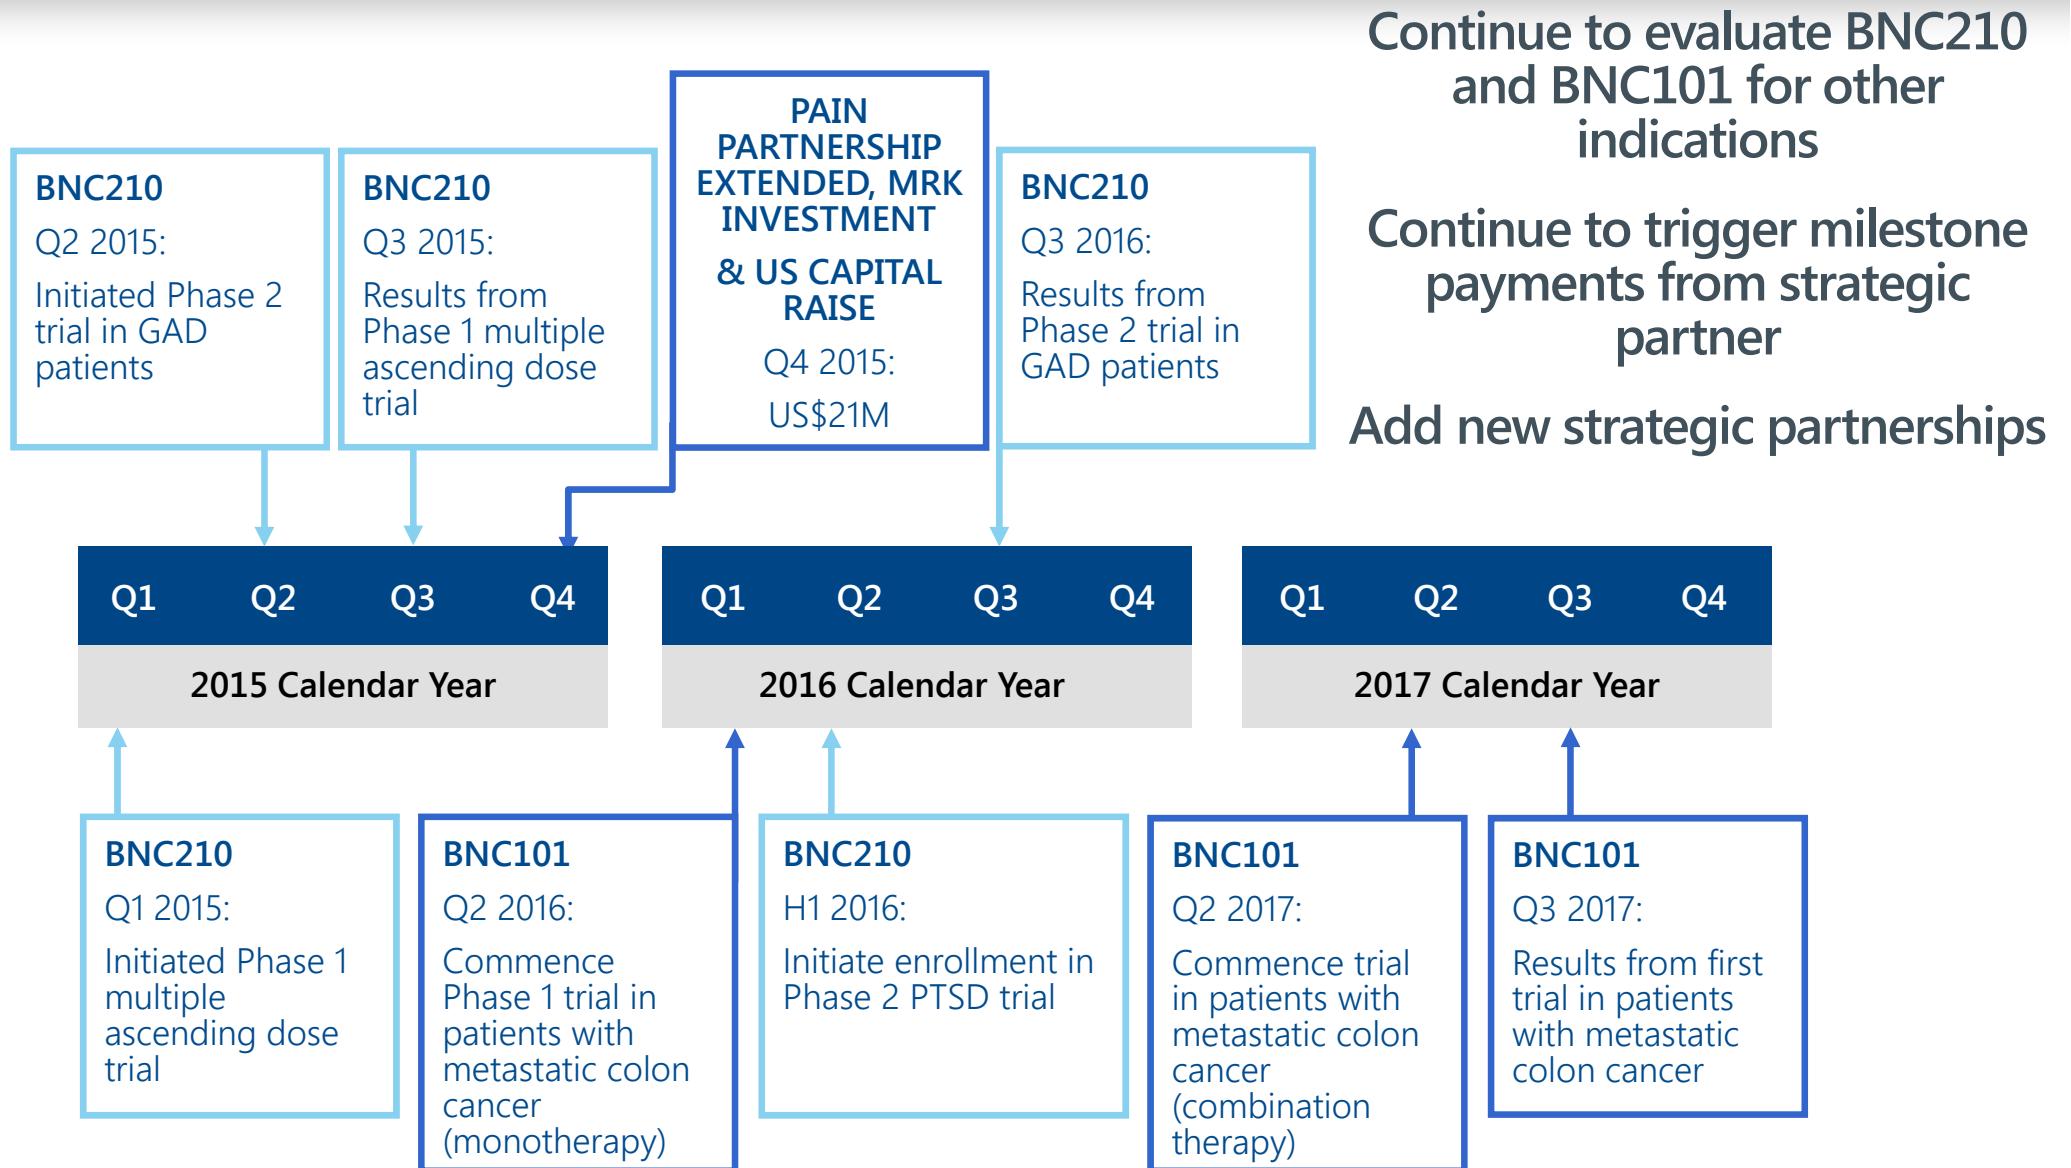 Continue to evaluate BNC210
and BNC101 for other
indications
Continue to trigger milestone
payments from strategic
partner
Add new strategic partnerships
BNC210
Q2 2015:
Initiated Phase 2
trial in GAD
patients
BNC210
Q3 2015:
Results from
Phase 1 multiple
ascending dose
trial
PAIN
PARTNERSHIP
EXTENDED, MRK
INVESTMENT
& US CAPITAL
RAISE
Q4 2015:
US$21M
BNC210
Q3 2016:
Results from
Phase 2 trial in
GAD patients
Q1 Q2 Q3 Q4
2015 Calendar Year
Q1 Q2 Q3 Q4
2016 Calendar Year
Q1 Q2 Q3 Q4
2017 Calendar Year
BNC210
Q1 2015:
Initiated Phase 1
multiple
ascending dose
trial
BNC101
Q2 2016:
Commence
Phase 1 trial in
patients with
metastatic colon
cancer
(monotherapy)
BNC210
H1 2016:
Initiate enrollment in
Phase 2 PTSD trial
BNC101
Q2 2017:
Commence trial
in patients with
metastatic colon
cancer
(combination
therapy)
BNC101
Q3 2017:
Results from first
trial in patients
with metastatic
colon cancer